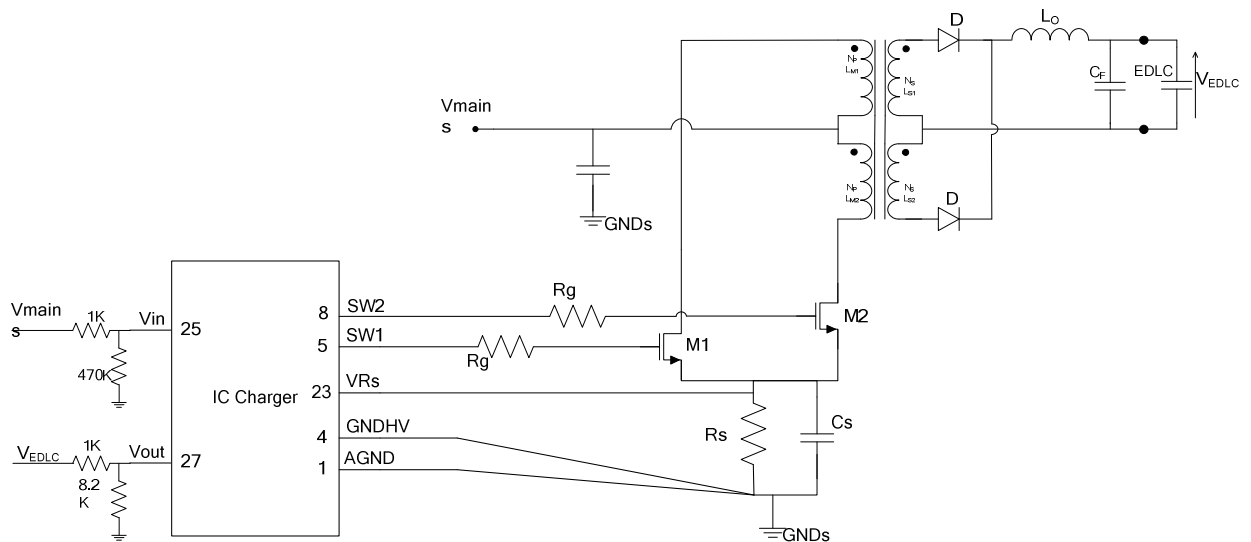 D
LO
NP
LM1
NS
LS1
CF
EDLC
VEDLC
Vmain
s
NP
LM2
NS
LS2
D
GNDs
Vmain
s
1K
Vin
25
470K
8
SW2
Rg
M2
5
SW1
Rg
M1
IC Charger
23
VRs
Rs
Cs
4
GNDHV
VEDLC
1K
Vout
27
8.2
K
1
AGND
GNDs